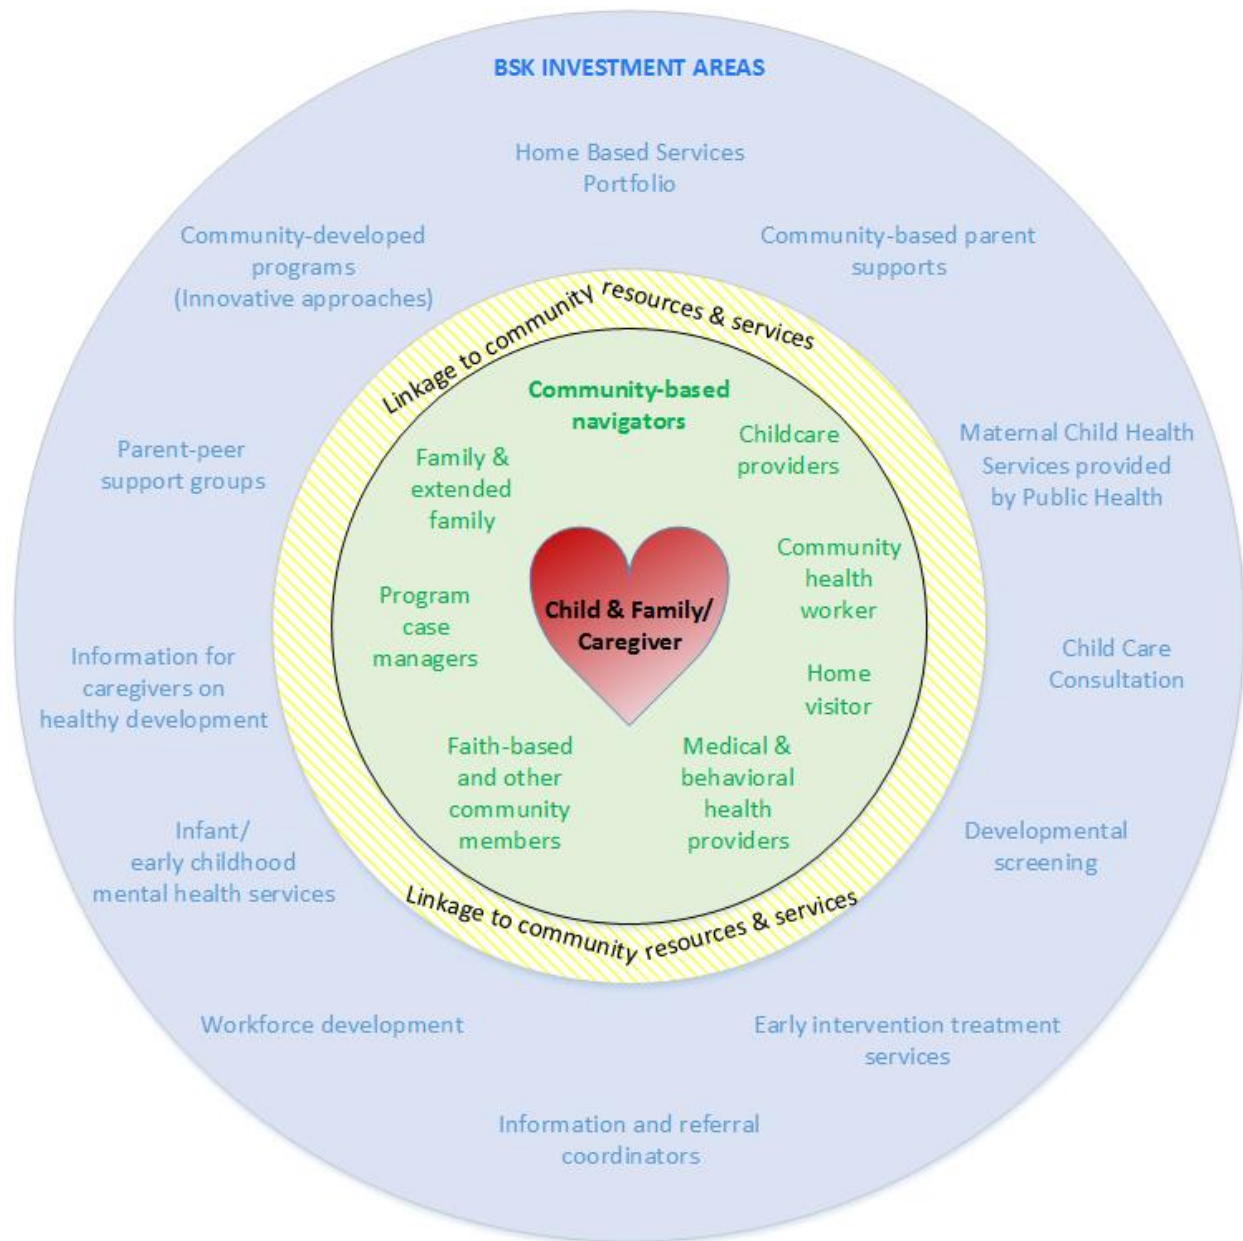 BSK INVESTMENT AREAS
Home Based Services
Portfolio
Community-developed
programs
(Innovative approaches)
Community-based parent
supports
Linkage to community resources & services
Community-based
navigators
Childcare
providers
Family &
extended
family
Parent-peer
support groups
Maternal Child Health
Services provided
by Public Health
Community
health
worker
Child & Family/
Caregiver
Program
case
managers
Information for
caregivers on
healthy development
Child Care
Consultation
Home
visitor
Faith-based
and other
community
members
Medical &
behavioral
health
providers
Infant/
early childhood
mental health services
Developmental
screening
Linkage to community resources & services
Workforce development
Early intervention treatment
services
Information and referral
coordinators